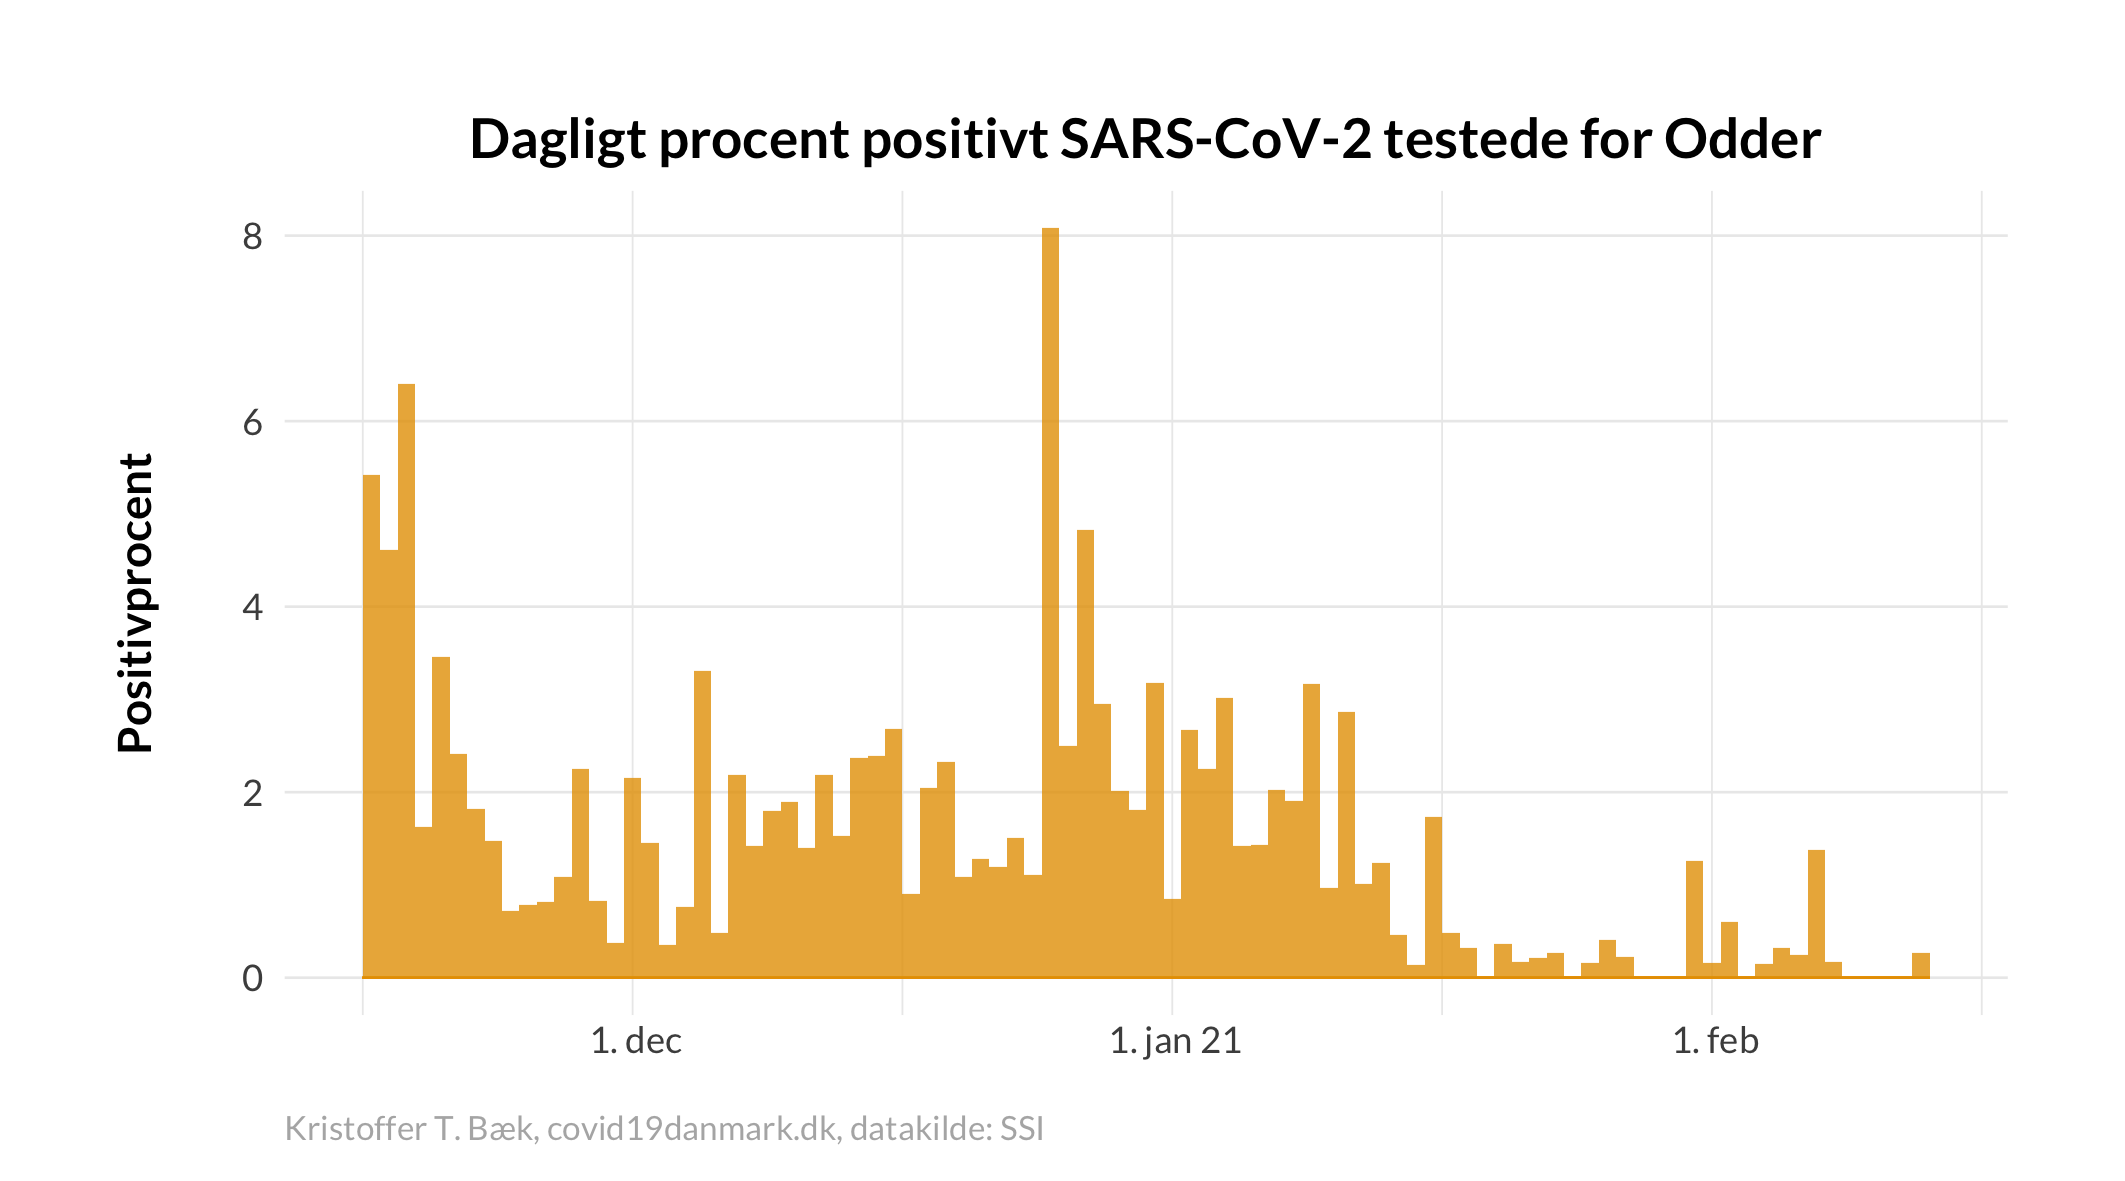 Dagligt procent positivt SARS-CoV-2 testede for Odder
Positivprocent
8
6
4
2
0
1. dec
1. jan 21
1. feb
Kristoffer T. Bæk, covid19danmark.dk, datakilde: SSI